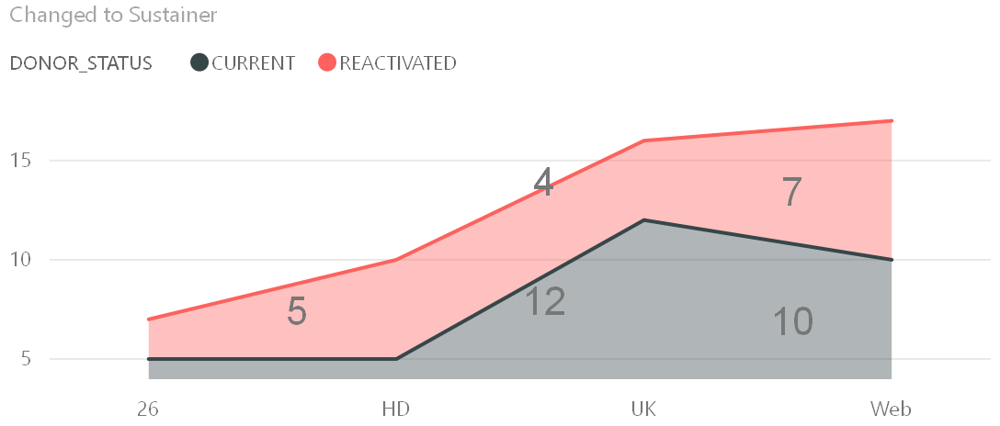 Changed to Sustainer
DONOR_STATUS CURRENT REACTIVATED
15
10
5
4
7
5
12
10
26 HD UK Web